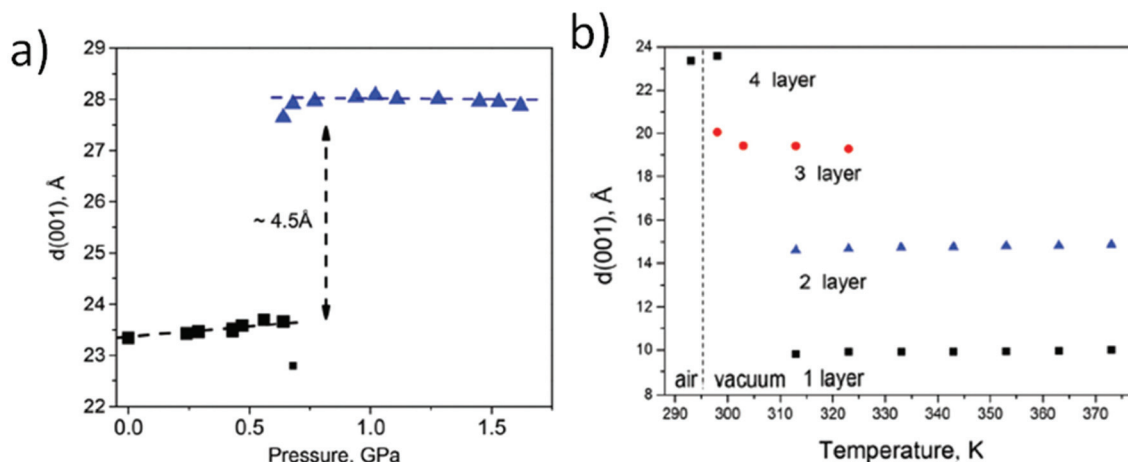 a)
29
28
27
26
25
24
23
22
d(001), Å
~ 4.5Å
0.0 0.5 1.0 1.5
Pressure, GPa
b)
24
22
20
18
16
14
12
10
8
d(001), Å
4 layer
3 layer
2 layer
air vacuum 1 layer
290 300 310 320 330 340 350 360 370
Temperature, K